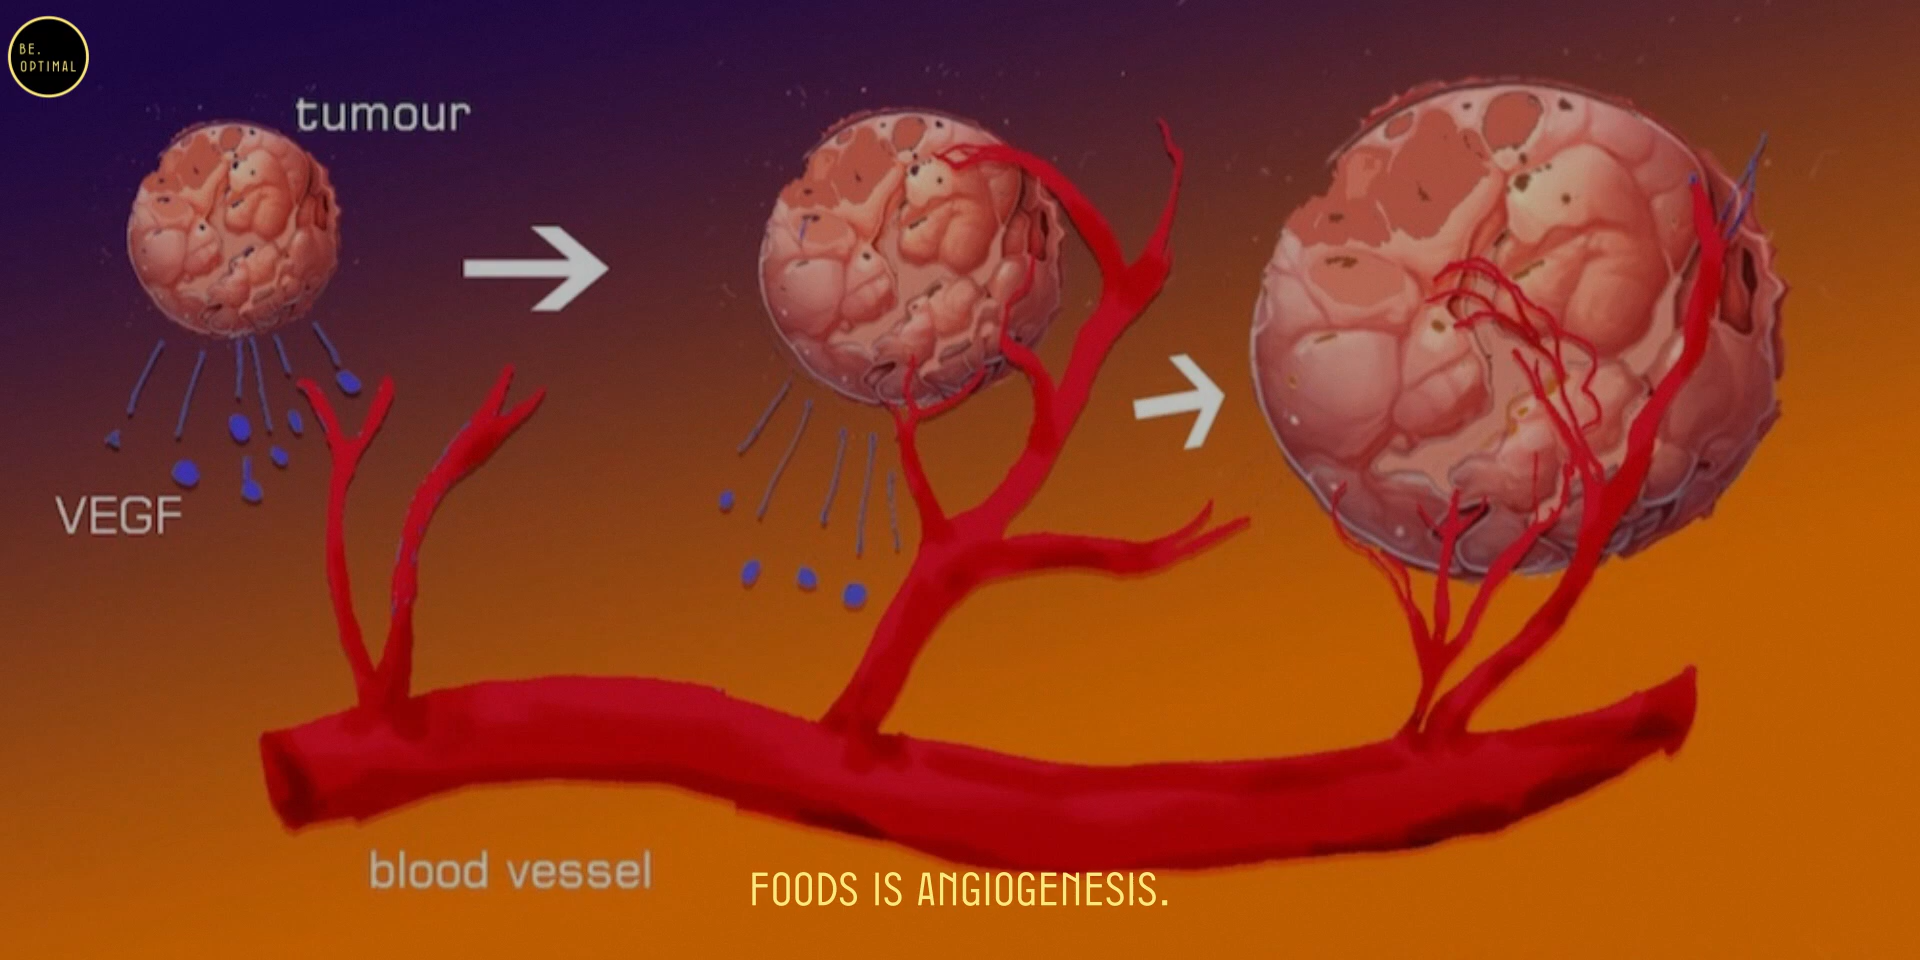 BE.
OPTIMAL
tumour
VEGF
blood vessel
FOODS IS ANGIOGENESIS.